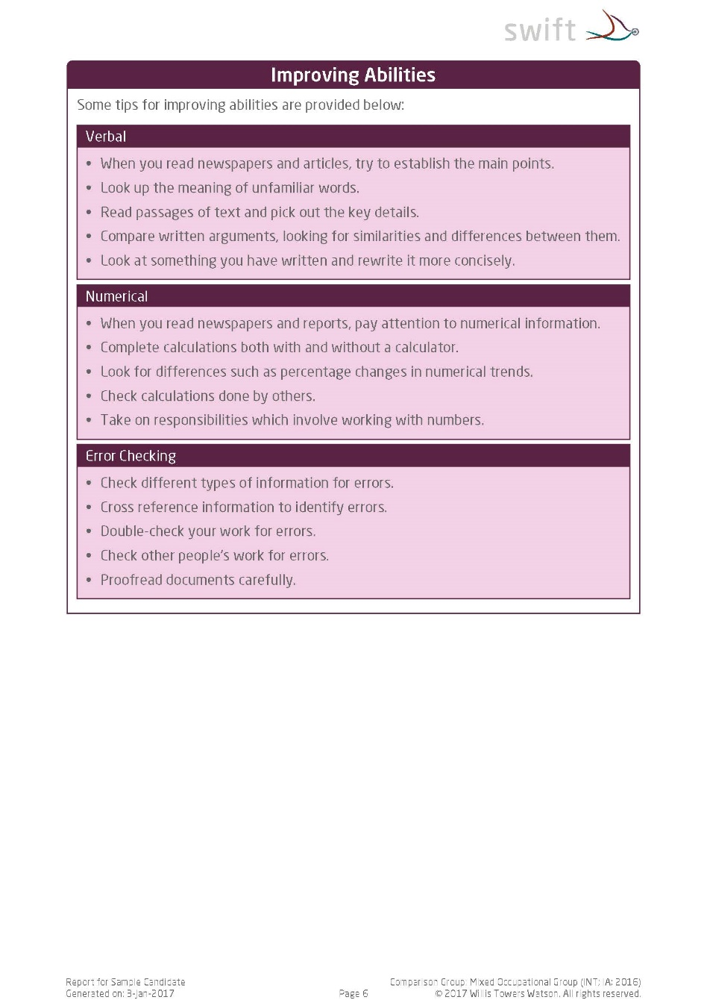 swift
Improving Abilities
Some tips for improving abilities are provided below:
Verbal
• When you read newspapers and articles, try to establish the main points.
• Look up the meaning of unfamiliar words.
• Read passages of text and pick out the key details.
• Compare written arguments, looking for similarities and differences between them.
• Look at something you have written and rewrite it more concisely.
Numerical
• When you read newspapers and reports, pay attention to numerical information.
• Complete calculations both with and without a calculator.
• Look for differences such as percentage changes in numerical trends.
• Check calculations done by others.
• Take on responsibilities which involve working with numbers.
Error Checking
• Check different types of information for errors.
• Cross reference information to identify errors.
• Double-check your work for errors.
• Check other people's work for errors.
• Proofread documents carefully.
Report for Sample Candidate
Comparison Group: Mixed Occupational Group (INT; IA; 2016)
Generated on: 3-Jan-2017
Page 6
© 2017 Willis Towers Watson. All rights reserved.